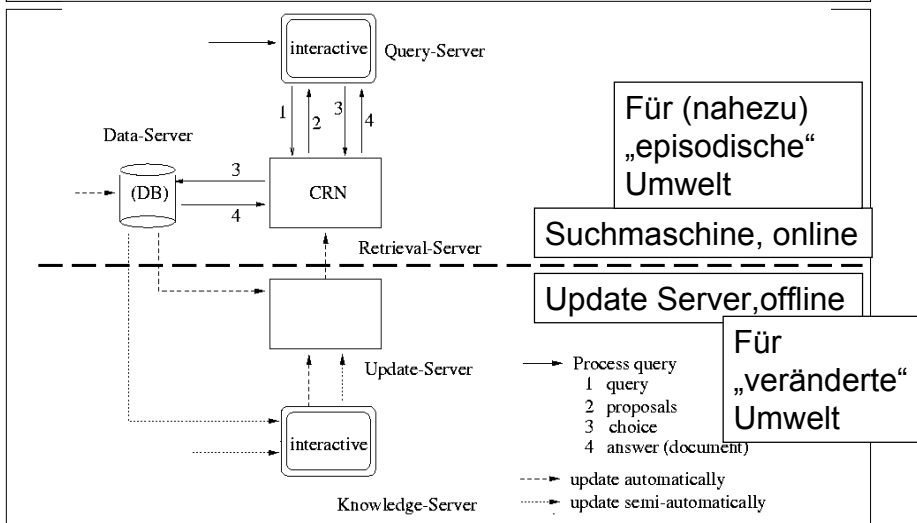 interactive
Query-Server
1
2
3
4
Für (nahezu)
„episodische“
Umwelt
Data-Server
(DB)
3
4
CRN
Retrieval-Server
Suchmaschine, online
Update Server,offline
Für
„veränderte“
Umwelt
Update-Server
Process query
1 query
2 proposals
3 choice
4 answer (document)
interactive
update automatically
Knowledge-Server
update semi-automatically